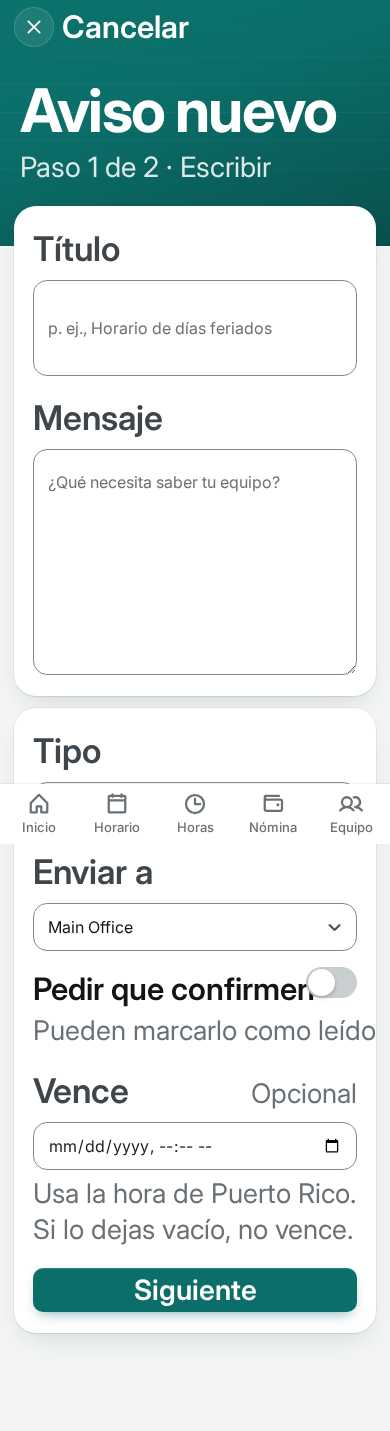 Cancelar
Aviso nuevo
Paso 1 de 2 · Escribir
Título
p. ej., Horario de días feriados
Mensaje
¿Qué necesita saber tu equipo?
Tipo
Inicio
Horario
Horas
Nómina
Equipo
Enviar a
Main Office
Pedir que confirmen
Pueden marcarlo como leído
Vence
Opcional
mm/dd/yyyy, --:-- --
Usa la hora de Puerto Rico.
Si lo dejas vacío, no vence.
Siguiente